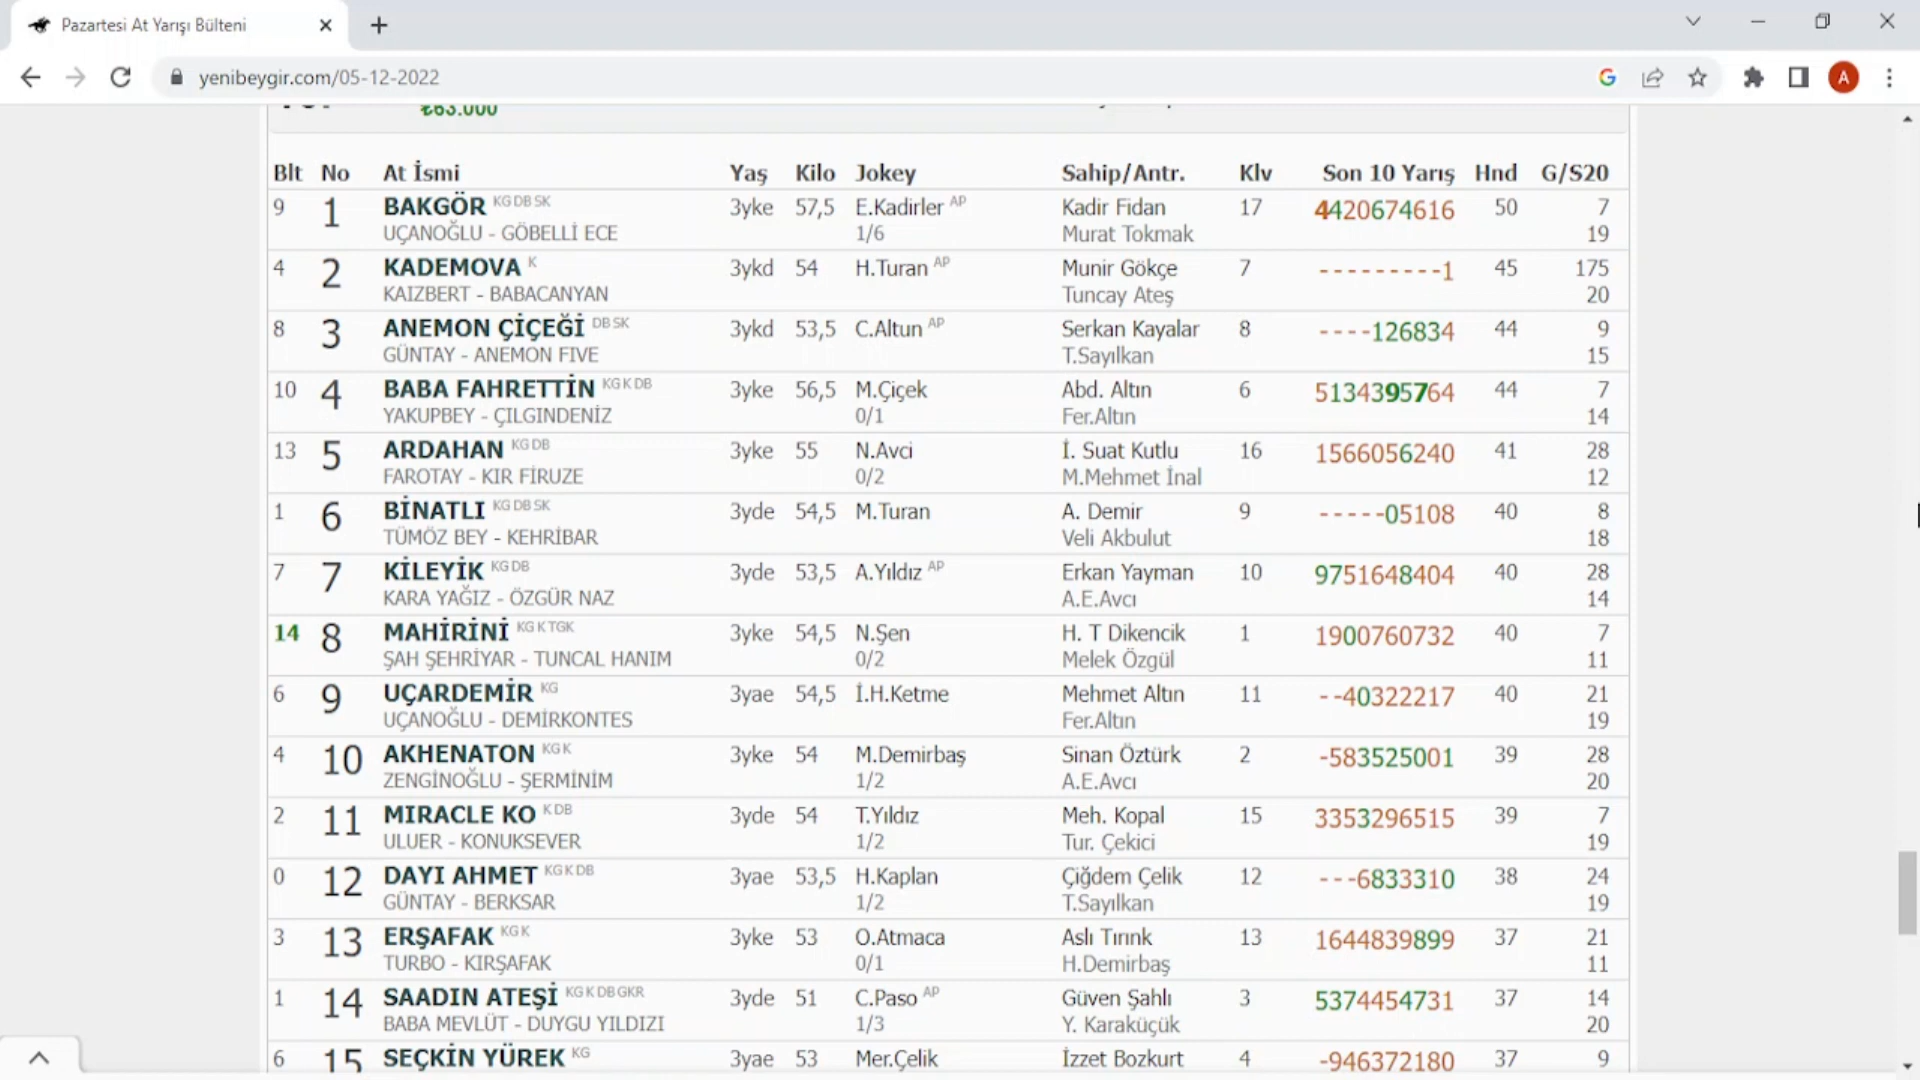 Pazartesi At Yarışı Bülteni
yenibeygir.com/05-12-2022
A
₺63.000
Blt No At İsmi Yaş Kilo Jokey Sahip/Antr. Klv Son 10 Yarış Hnd G/S20
9 1 BAKGÖR KG DB SK 3yke 57,5 E.Kadirler AP Kadir Fidan 17 4420674616 50 7
UÇANOĞLU - GÖBELLİ ECE 1/6 Murat Tokmak 19
4 2 KADEMOVA K 3ykd 54 H.Turan AP Munir Gökçe 7 ---------1 45 175
KAIZBERT - BABACANYAN Tuncay Ateş 20
8 3 ANEMON ÇİÇEĞİ DB SK 3ykd 53,5 C.Altun AP Serkan Kayalar 8 ----126834 44 9
GÜNTAY - ANEMON FIVE T.Sayılkan 15
10 4 BABA FAHRETTİN KG K DB 3yke 56,5 M.Çiçek Abd. Altın 6 5134395764 44 7
YAKUPBEY - ÇILGINDENİZ 0/1 Fer.Altın 14
13 5 ARDAHAN KG DB 3yke 55 N.Avci İ. Suat Kutlu 16 1566056240 41 28
FAROTAY - KIR FİRUZE 0/2 M.Mehmet İnal 12
1 6 BİNATLI KG DB SK 3yde 54,5 M.Turan A. Demir 9 -----05108 40 8
TÜMÖZ BEY - KEHRİBAR Veli Akbulut 18
7 7 KİLEYİK KG DB 3yde 53,5 A.Yıldız AP Erkan Yayman 10 9751648404 40 28
KARA YAĞIZ - ÖZGÜR NAZ A.E.Avcı 14
14 8 MAHİRİNİ KG K TGK 3yke 54,5 N.Şen H. T Dikencik 1 1900760732 40 7
ŞAH ŞEHRİYAR - TUNCAL HANIM 0/2 Melek Özgül 11
6 9 UÇARDEMİR KG 3yae 54,5 İ.H.Ketme Mehmet Altın 11 --40322217 40 21
UÇANOĞLU - DEMİRKONTES Fer.Altın 19
4 10 AKHENATON KG K 3yke 54 M.Demirbaş Sinan Öztürk 2 -583525001 39 28
ZENGİNOĞLU - ŞERMİNİM 1/2 A.E.Avcı 20
2 11 MIRACLE KO K DB 3yde 54 T.Yıldız Meh. Kopal 15 3353296515 39 7
ULUER - KONUKSEVER 1/2 Tur. Çekici 19
0 12 DAYI AHMET KG K DB 3yae 53,5 H.Kaplan Çiğdem Çelik 12 ---6833310 38 24
GÜNTAY - BERKSAR 1/2 T.Sayılkan 19
3 13 ERŞAFAK KG K 3yke 53 O.Atmaca Aslı Tırınk 13 1644839899 37 21
TURBO - KIRŞAFAK 0/1 H.Demirbaş 11
1 14 SAADIN ATEŞİ KG K DB GKR 3yde 51 C.Paso AP Güven Şahlı 3 5374454731 37 14
BABA MEVLÜT - DUYGU YILDIZI 1/3 Y. Karaküçük 20
6 15 SEÇKİN YÜREK KG 3yae 53 Mer.Çelik İzzet Bozkurt 4 -946372180 37 9